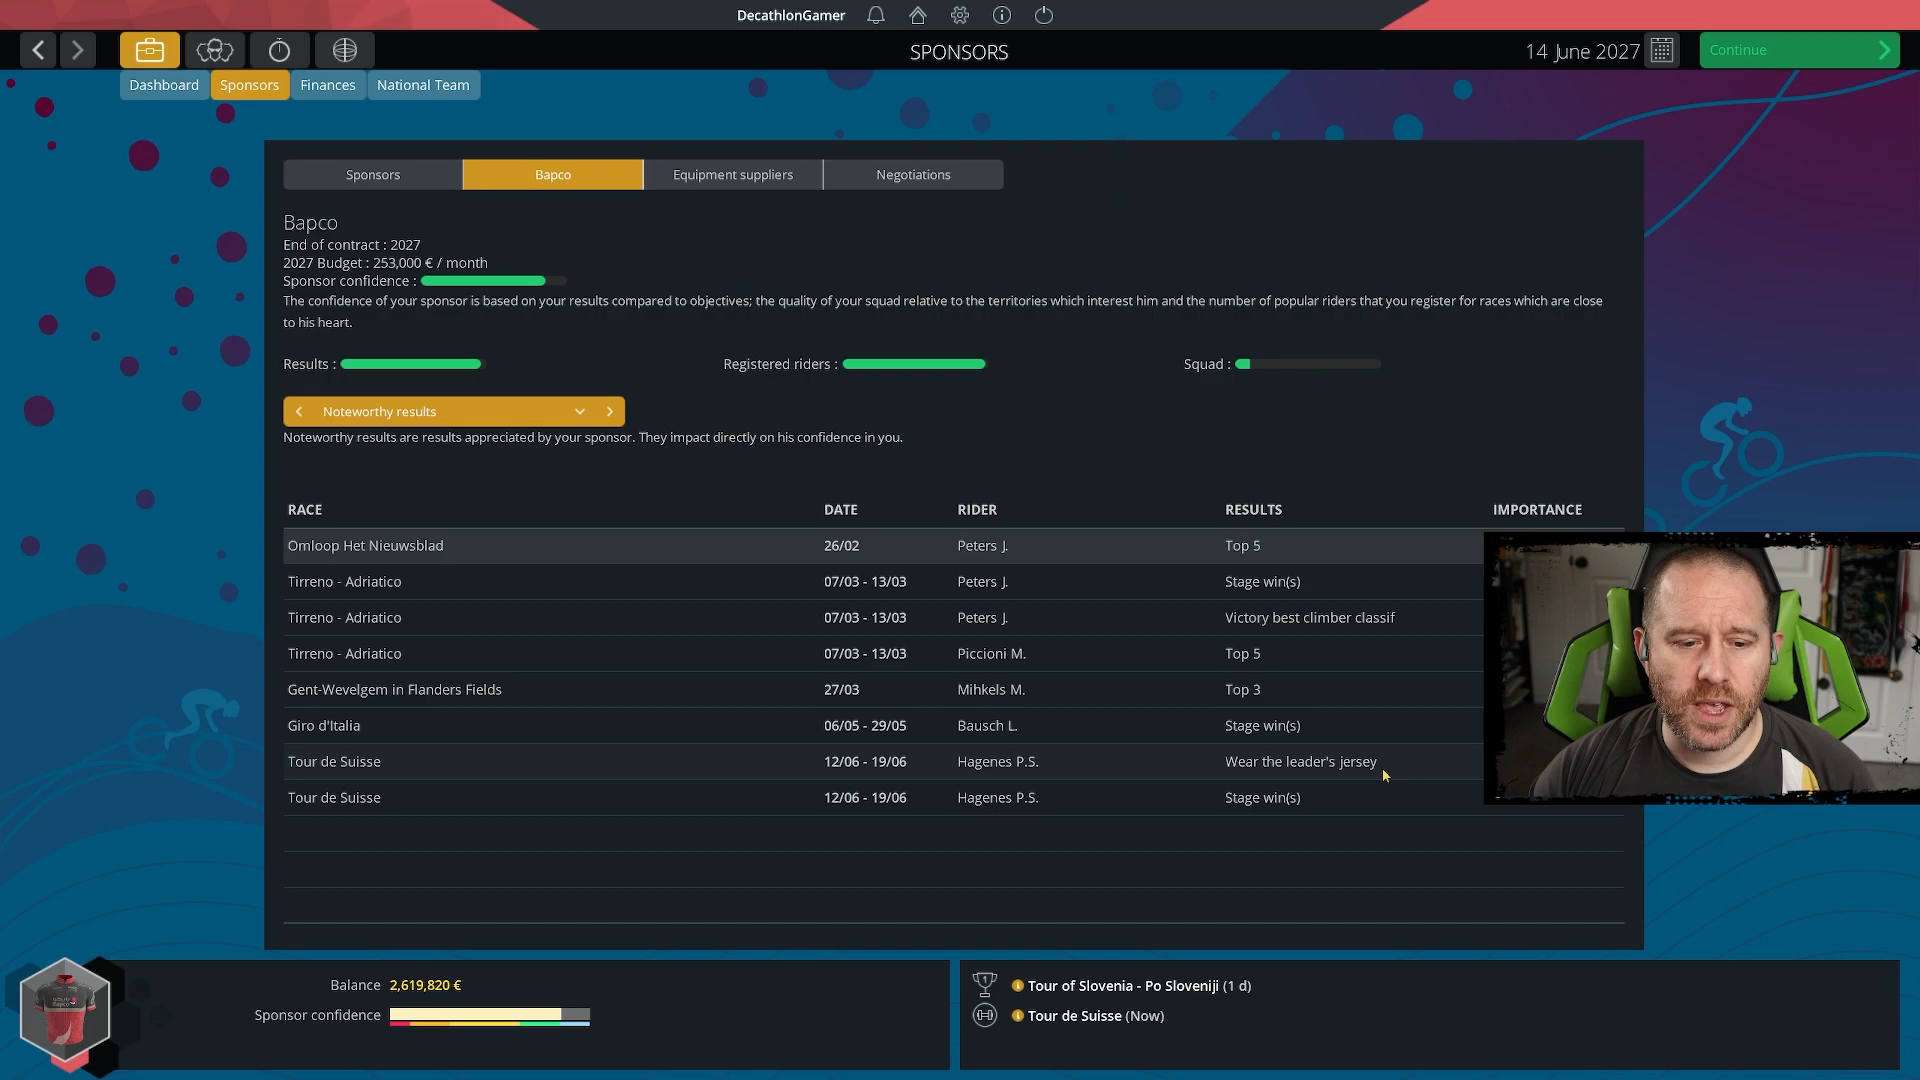 DecathlonGamer
SPONSORS
14 June 2027
Continue
Dashboard
Sponsors
Finances
National Team
Sponsors
Bapco
Equipment suppliers
Negotiations
Bapco
End of contract : 2027
2027 Budget : 253,000 € / month
Sponsor confidence :
The confidence of your sponsor is based on your results compared to objectives; the quality of your squad relative to the territories which interest him and the number of popular riders that you register for races which are close
to his heart.
Results :
Registered riders :
Squad :
Noteworthy results
Noteworthy results are results appreciated by your sponsor. They impact directly on his confidence in you.
RACE DATE RIDER RESULTS IMPORTANCE
Omloop Het Nieuwsblad 26/02 Peters J. Top 5
Tirreno - Adriatico 07/03 - 13/03 Peters J. Stage win(s)
Tirreno - Adriatico 07/03 - 13/03 Peters J. Victory best climber classif
Tirreno - Adriatico 07/03 - 13/03 Piccioni M. Top 5
Gent-Wevelgem in Flanders Fields 27/03 Mihkels M. Top 3
Giro d'Italia 06/05 - 29/05 Bausch L. Stage win(s)
Tour de Suisse 12/06 - 19/06 Hagenes P.S. Wear the leader's jersey
Tour de Suisse 12/06 - 19/06 Hagenes P.S. Stage win(s)
Balance 2,619,820 €
Sponsor confidence
Tour of Slovenia - Po Sloveniji (1 d)
Tour de Suisse (Now)